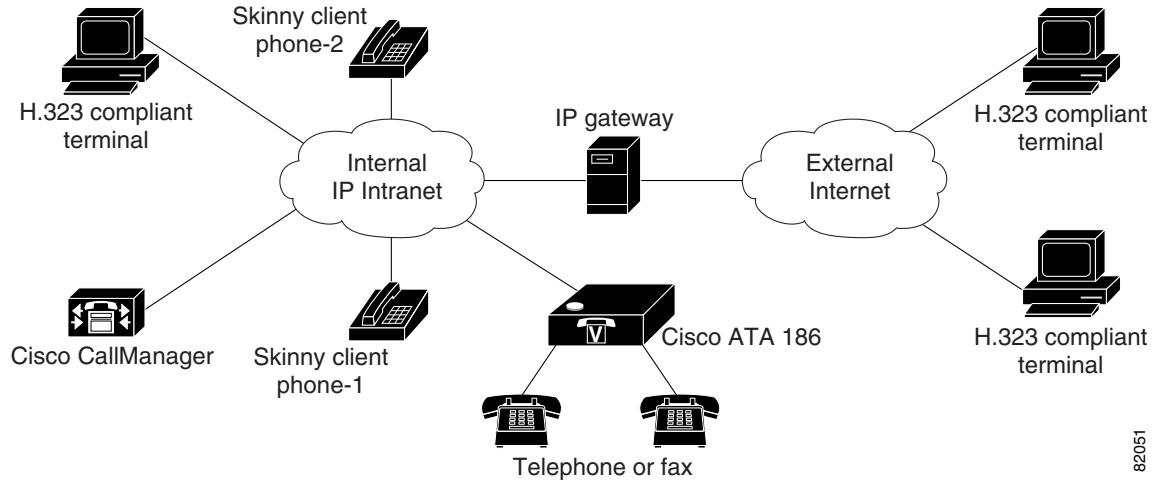 Skinny client
phone-2
H.323 compliant
terminal
IP gateway
H.323 compliant
terminal
Internal
IP Intranet
External
Internet
Cisco CallManager
Skinny client
phone-1
V
Cisco ATA 186
H.323 compliant
terminal
Telephone or fax
82051